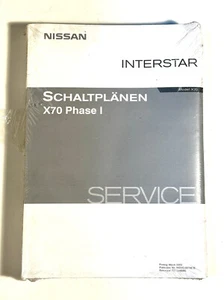 NISSAN
INTERSTAR
SCHALTPLÄNEN
X70 Phase I
SERVICE